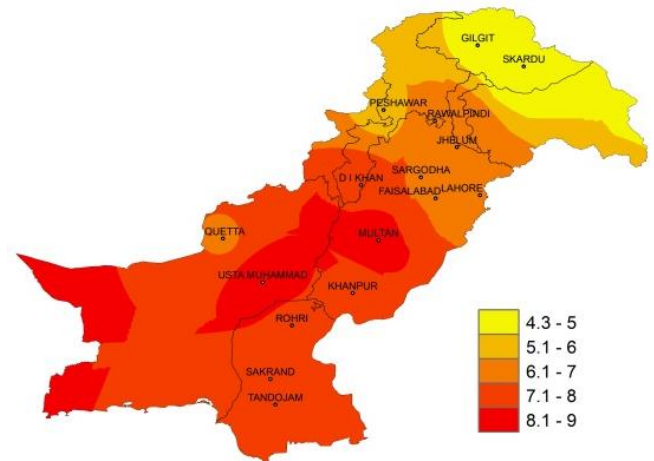 GILGIT
SKARDU
PESHAWAR
RAWALPINDI
JHELUM
SARGODHA
D I KHAN
FAISALABAD
LAHORE
QUETTA
MULTAN
USTA MUHAMMAD
KHANPUR
ROHRI
SAKRAND
TANDOJAM
4.3 - 5
5.1 - 6
6.1 - 7
7.1 - 8
8.1 - 9